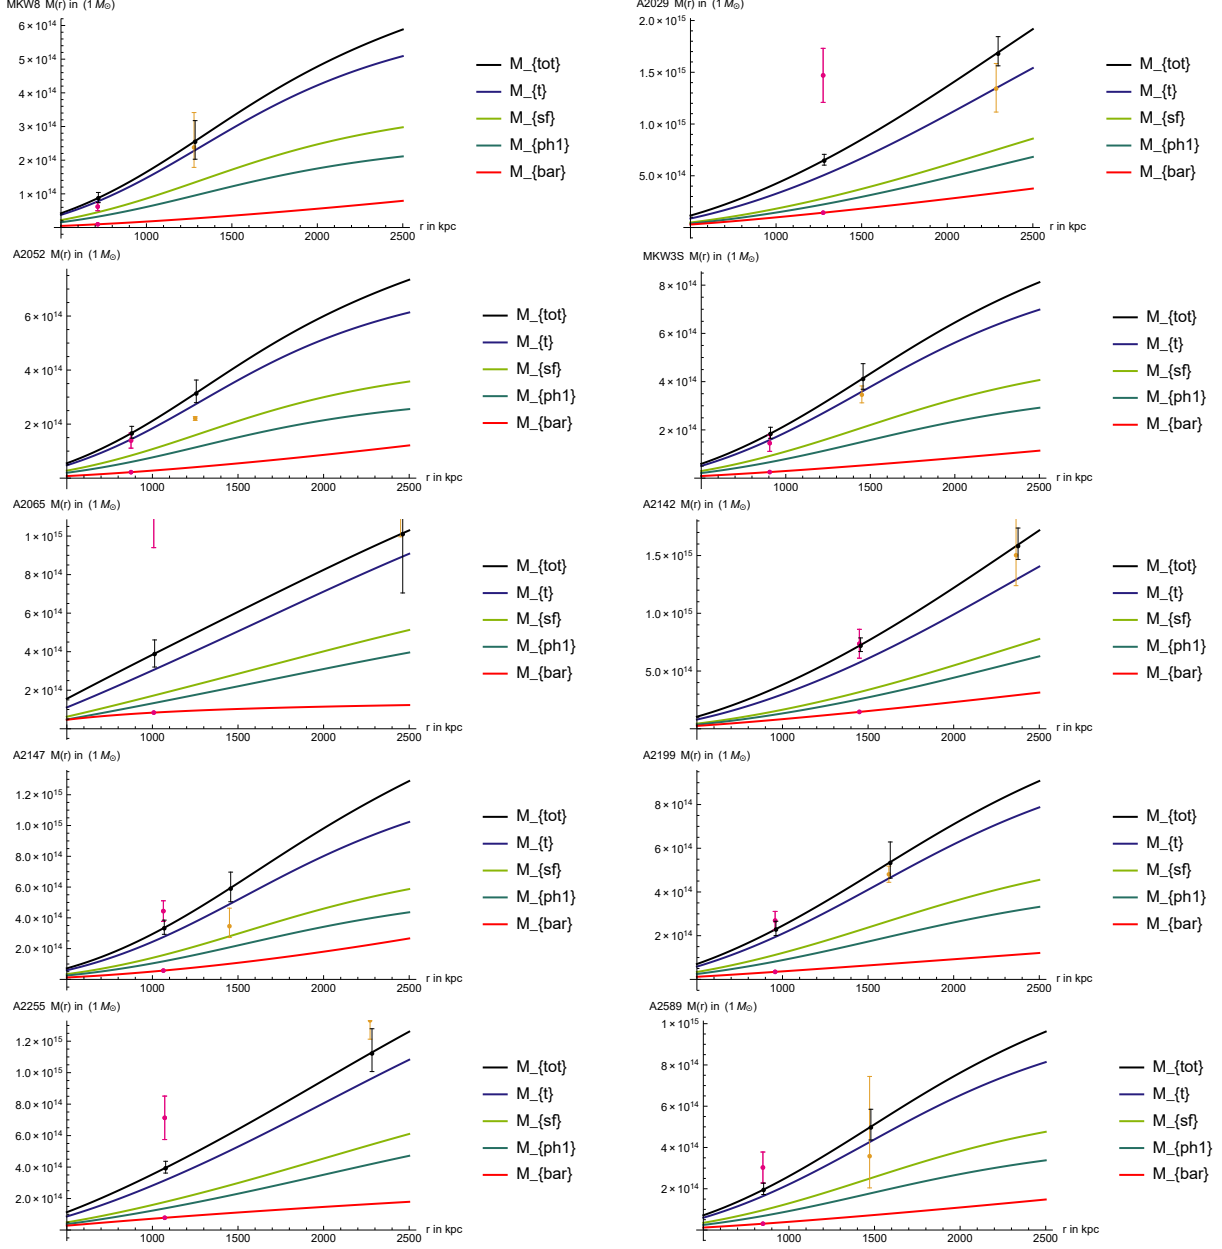 MKW8 M(r) in (1 M⊙)
6×10^14
5×10^14
4×10^14
3×10^14
2×10^14
1×10^14
1000 1500 2000 2500 r in kpc
M_{tot}
M_{t}
M_{sf}
M_{ph1}
M_{bar}
A2029 M(r) in (1 M⊙)
2.0×10^15
1.5×10^15
1.0×10^15
5.0×10^14
1000 1500 2000 2500 r in kpc
M_{tot}
M_{t}
M_{sf}
M_{ph1}
M_{bar}
A2052 M(r) in (1 M⊙)
6×10^14
4×10^14
2×10^14
1000 1500 2000 2500 r in kpc
M_{tot}
M_{t}
M_{sf}
M_{ph1}
M_{bar}
MKW3S M(r) in (1 M⊙)
8×10^14
6×10^14
4×10^14
2×10^14
1000 1500 2000 2500 r in kpc
M_{tot}
M_{t}
M_{sf}
M_{ph1}
M_{bar}
A2065 M(r) in (1 M⊙)
1×10^15
8×10^14
6×10^14
4×10^14
2×10^14
1000 1500 2000 2500 r in kpc
M_{tot}
M_{t}
M_{sf}
M_{ph1}
M_{bar}
A2142 M(r) in (1 M⊙)
1.5×10^15
1.0×10^15
5.0×10^14
1000 1500 2000 2500 r in kpc
M_{tot}
M_{t}
M_{sf}
M_{ph1}
M_{bar}
A2147 M(r) in (1 M⊙)
1.2×10^15
1.0×10^15
8.0×10^14
6.0×10^14
4.0×10^14
2.0×10^14
1000 1500 2000 2500 r in kpc
M_{tot}
M_{t}
M_{sf}
M_{ph1}
M_{bar}
A2199 M(r) in (1 M⊙)
8×10^14
6×10^14
4×10^14
2×10^14
1000 1500 2000 2500 r in kpc
M_{tot}
M_{t}
M_{sf}
M_{ph1}
M_{bar}
A2255 M(r) in (1 M⊙)
1.2×10^15
1.0×10^15
8.0×10^14
6.0×10^14
4.0×10^14
2.0×10^14
1000 1500 2000 2500 r in kpc
M_{tot}
M_{t}
M_{sf}
M_{ph1}
M_{bar}
A2589 M(r) in (1 M⊙)
1×10^15
8×10^14
6×10^14
4×10^14
2×10^14
1000 1500 2000 2500 r in kpc
M_{tot}
M_{t}
M_{sf}
M_{ph1}
M_{bar}